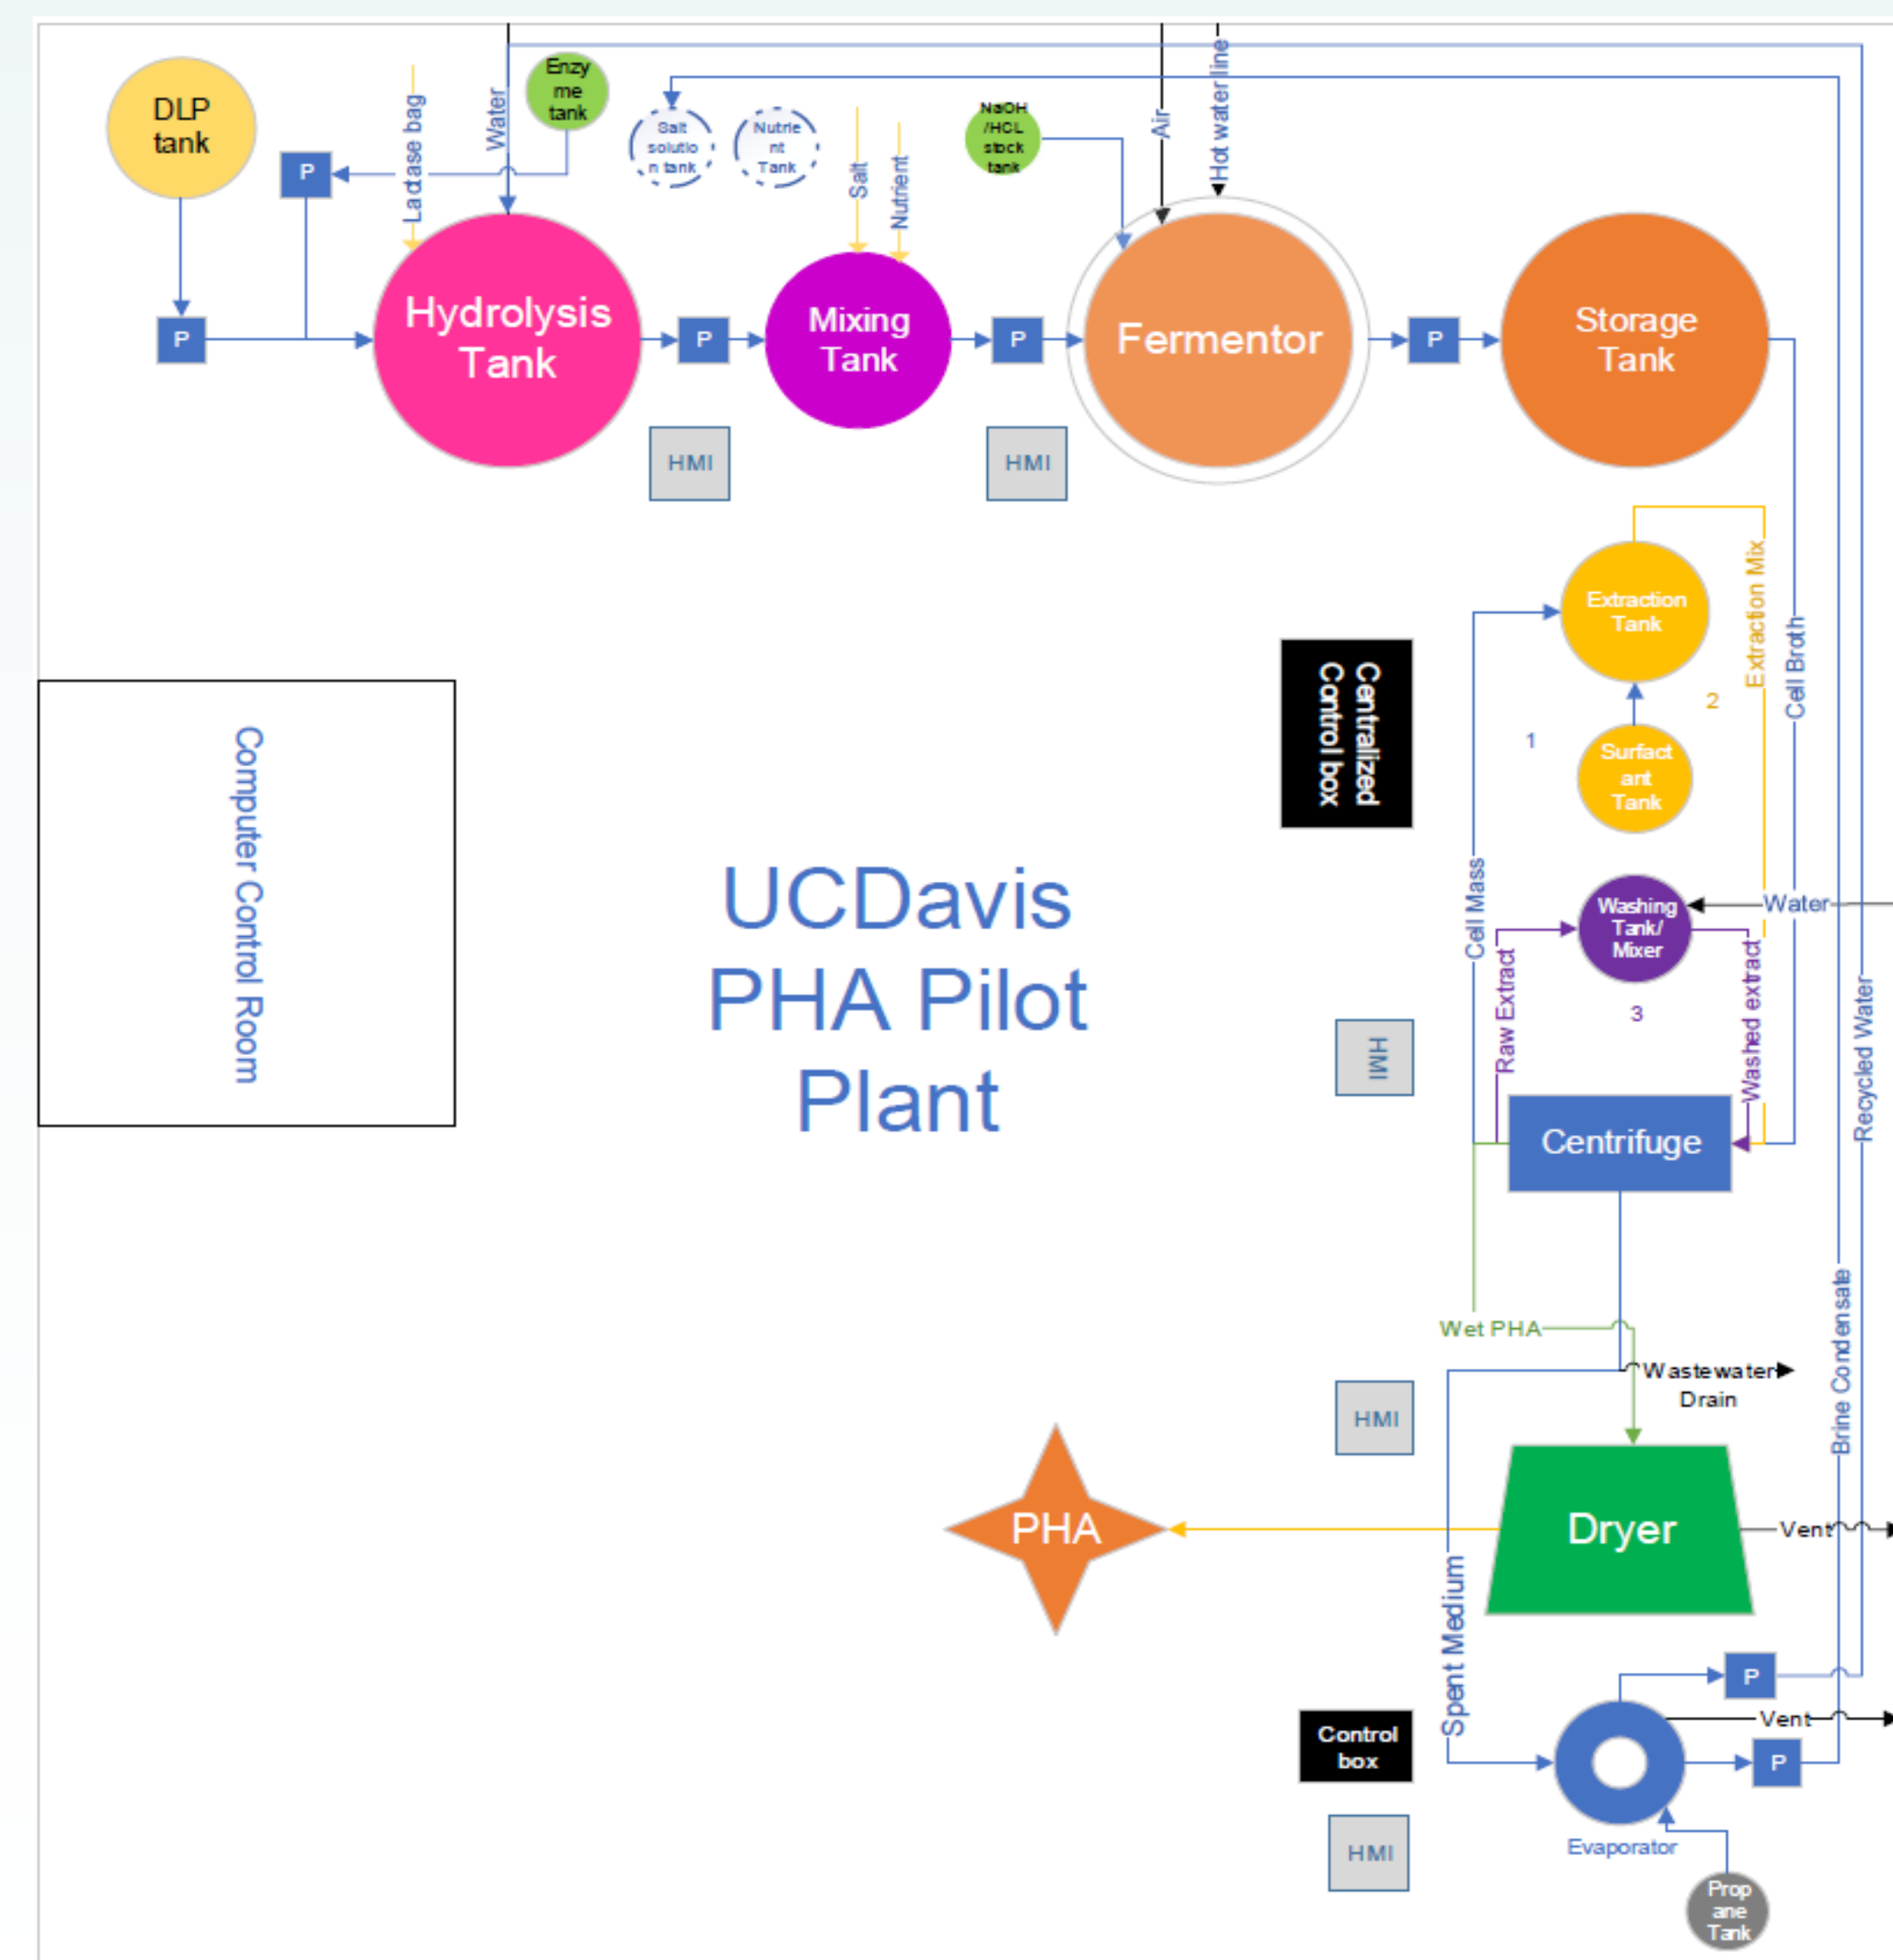 DLP
tank
P
P
Lactase bag
Water
Enzy
me
tank
Salt
solutio
n tank
Nutrie
nt
Tank
Salt
Nutrient
NaOH
/HCL
stock
tank
Air
Hot water line
Hydrolysis
Tank
P
Mixing
Tank
P
Fermentor
P
Storage
Tank
HMI
HMI
Extraction
Tank
Extraction Mix
Cell Broth
Centralized
Control box
1
2
Surfact
ant
Tank
Computer Control Room
UCDavis
PHA Pilot
Plant
Cell Mass
Washing
Tank/
Mixer
Water
Raw Extract
3
Washed extract
Recycled Water
HMI
Centrifuge
Wet PHA
Wastewater
Drain
Brine Condensate
HMI
PHA
Dryer
Vent
Spent Medium
P
Vent
P
Control
box
HMI
Evaporator
Prop
ane
Tank